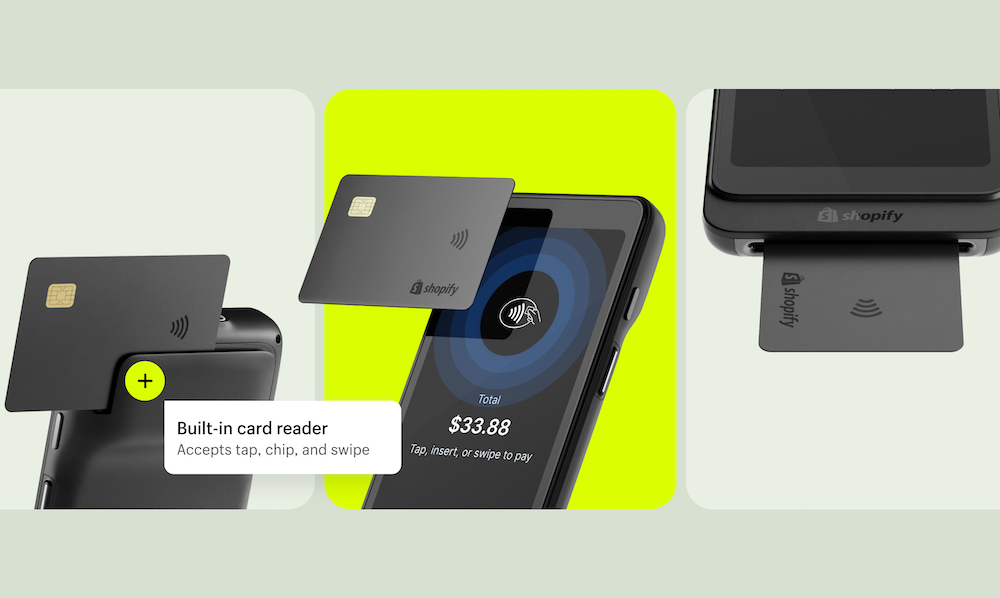 Built-in card reader
Accepts tap, chip, and swipe
shopify
Total
$33.88
Tap, insert, or swipe to pay
shopify
shopify